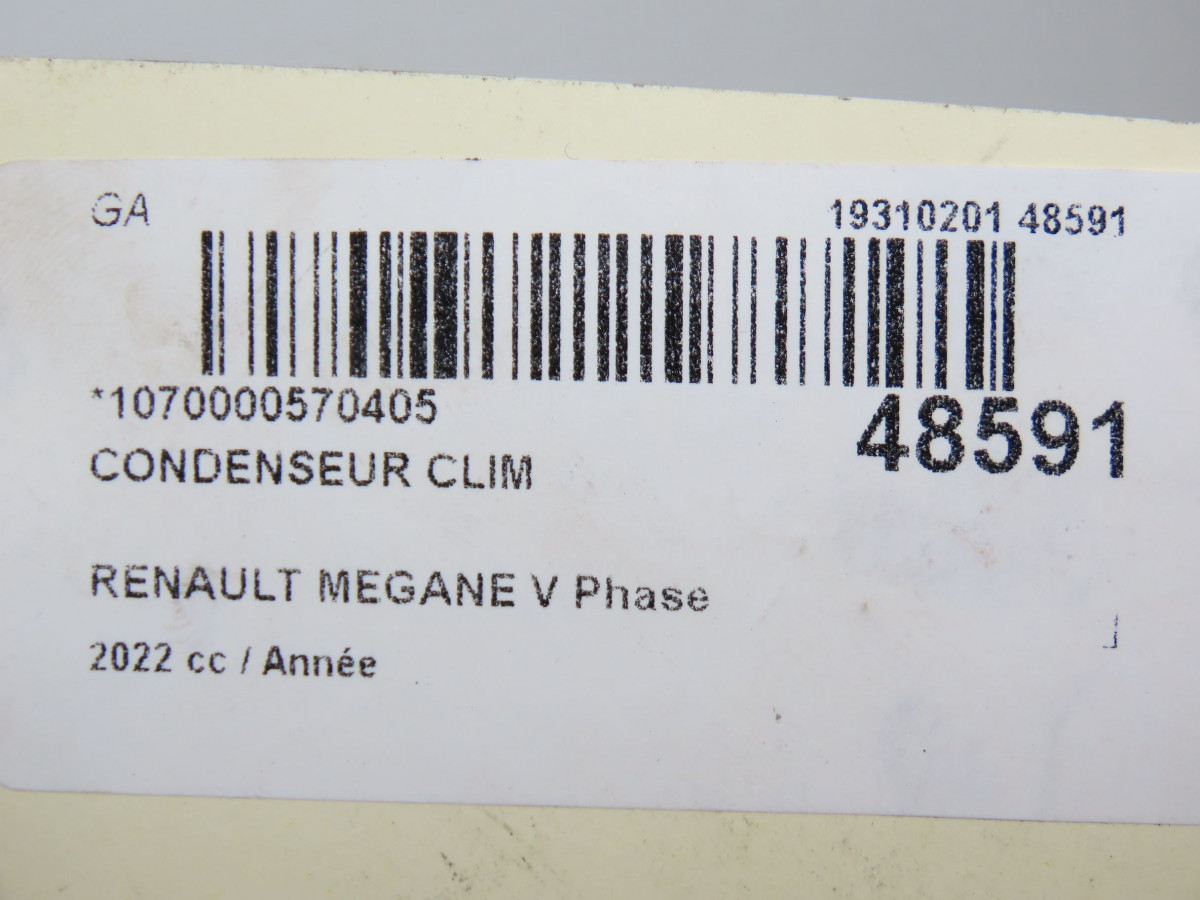 GA
19310201 48591
*1070000570405
48591
CONDENSEUR CLIM
RENAULT MEGANE V Phase
2022 cc / Année